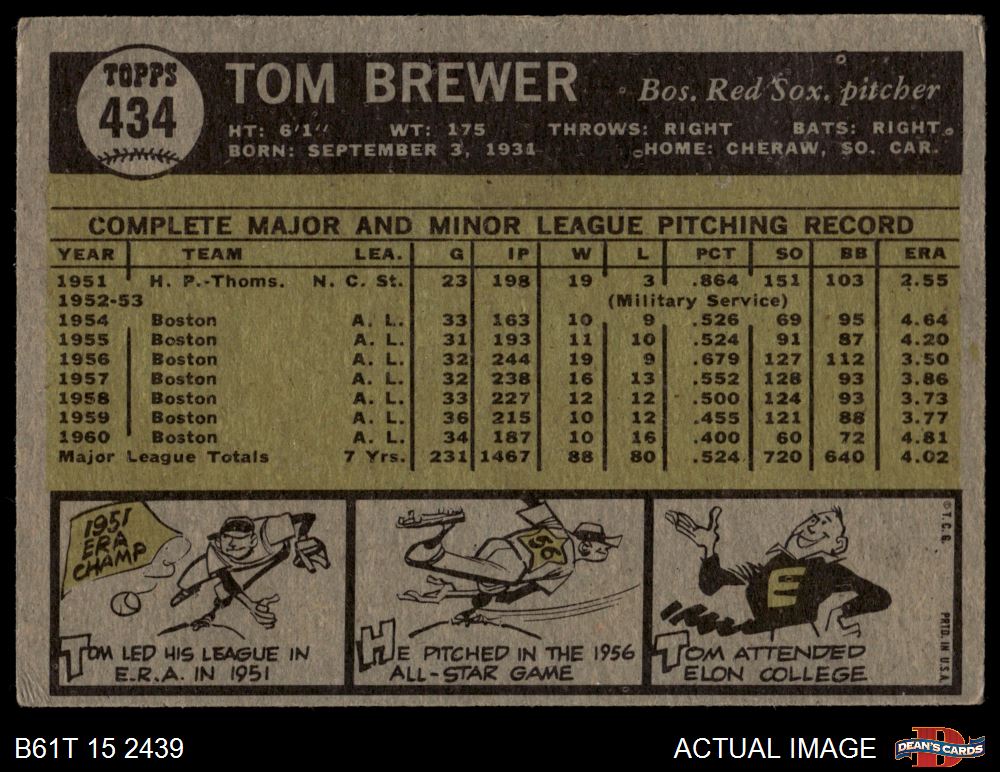 TOPPS
434
TOM BREWER
Bos. Red Sox. pitcher
HT: 6'1" WT: 175 THROWS: RIGHT BATS: RIGHT
BORN: SEPTEMBER 3, 1931 HOME: CHERAW, SO. CAR.
COMPLETE MAJOR AND MINOR LEAGUE PITCHING RECORD
YEAR TEAM LEA. G IP W L PCT SO BB ERA
1951 H. P.-Thoms. N. C. St. 23 198 19 3 .864 151 103 2.55
1952-53 (Military Service)
1954 Boston A. L. 33 163 10 9 .526 69 95 4.64
1955 Boston A. L. 31 193 11 10 .524 91 87 4.20
1956 Boston A. L. 32 244 19 9 .679 127 112 3.50
1957 Boston A. L. 32 238 16 13 .552 128 93 3.86
1958 Boston A. L. 33 227 12 12 .500 124 93 3.73
1959 Boston A. L. 36 215 10 12 .455 121 88 3.77
1960 Boston A. L. 34 187 10 16 .400 60 72 4.81
Major League Totals 7 Yrs. 231 1467 88 80 .524 720 640 4.02
1951
ERA
CHAMP
TOM LED HIS LEAGUE IN
E.R.A. IN 1951
56
HE PITCHED IN THE 1956
ALL-STAR GAME
E
TOM ATTENDED
ELON COLLEGE
© T.C.G. PRTD. IN U.S.A.
B61T 15 2439
ACTUAL IMAGE
D
DEAN'S CARDS